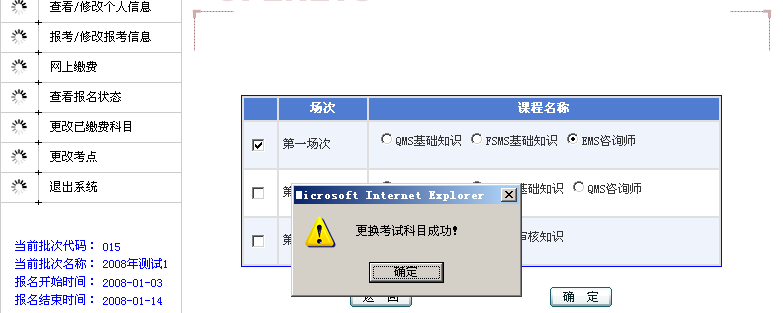 查看/修改个人信息
报考/修改报考信息
网上缴费
查看报名状态
更改已缴费科目
更改考点
退出系统
当前批次代码： 015
当前批次名称： 2008年测试1
报名开始时间： 2008-01-03
报名结束时间： 2008-01-14
场次 课程名称
第一场次 QMS基础知识 FSMS基础知识 EMS咨询师
第 基础知识 QMS咨询师
第 审核知识
Microsoft Internet Explorer
更换考试科目成功!
确定
返 回 确 定